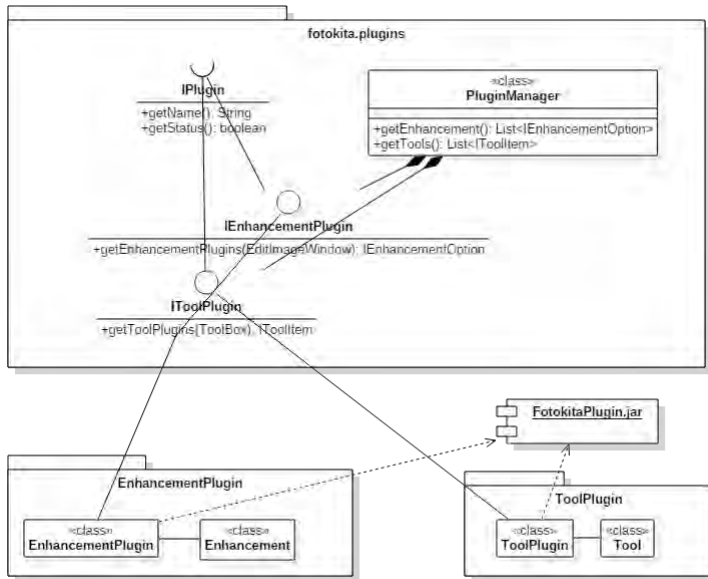 fotokita.plugins
IPlugin
+getName(): String
+getStatus(): boolean
«class»
PluginManager
+getEnhancement(): List<IEnhancementOption>
+getTools(): List<IToolItem>
IEnhancementPlugin
+getEnhancementPlugins(EditImageWindow): IEnhancementOption
IToolPlugin
+getToolPlugins(ToolBox): IToolItem
FotokitaPlugin.jar
EnhancementPlugin
«class»
EnhancementPlugin
«class»
Enhancement
ToolPlugin
«class»
ToolPlugin
«class»
Tool